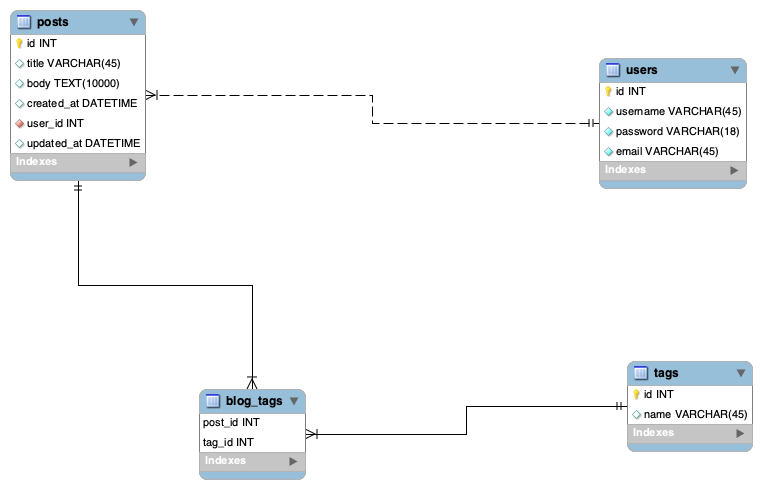 posts
id INT
title VARCHAR(45)
body TEXT(10000)
created_at DATETIME
user_id INT
updated_at DATETIME
Indexes
users
id INT
username VARCHAR(45)
password VARCHAR(18)
email VARCHAR(45)
Indexes
blog_tags
post_id INT
tag_id INT
Indexes
tags
id INT
name VARCHAR(45)
Indexes